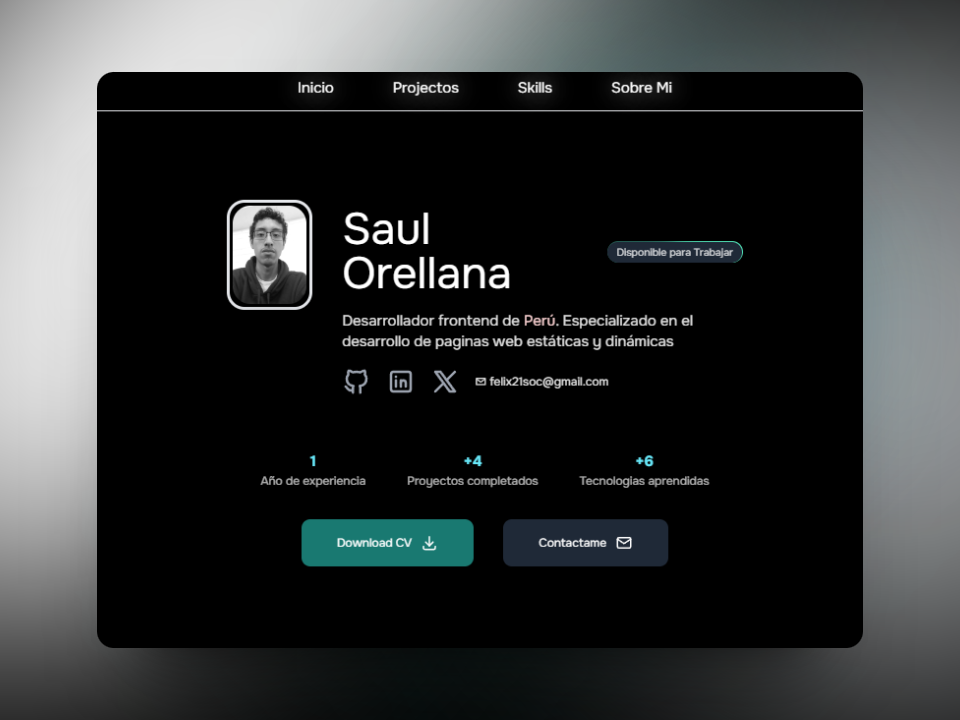 Inicio Projectos Skills Sobre Mi
Saul
Orellana
Disponible para Trabajar
Desarrollador frontend de Perú. Especializado en el
desarrollo de paginas web estáticas y dinámicas
felix21soc@gmail.com
1 +4 +6
Año de experiencia Proyectos completados Tecnologias aprendidas
Download CV Contactame